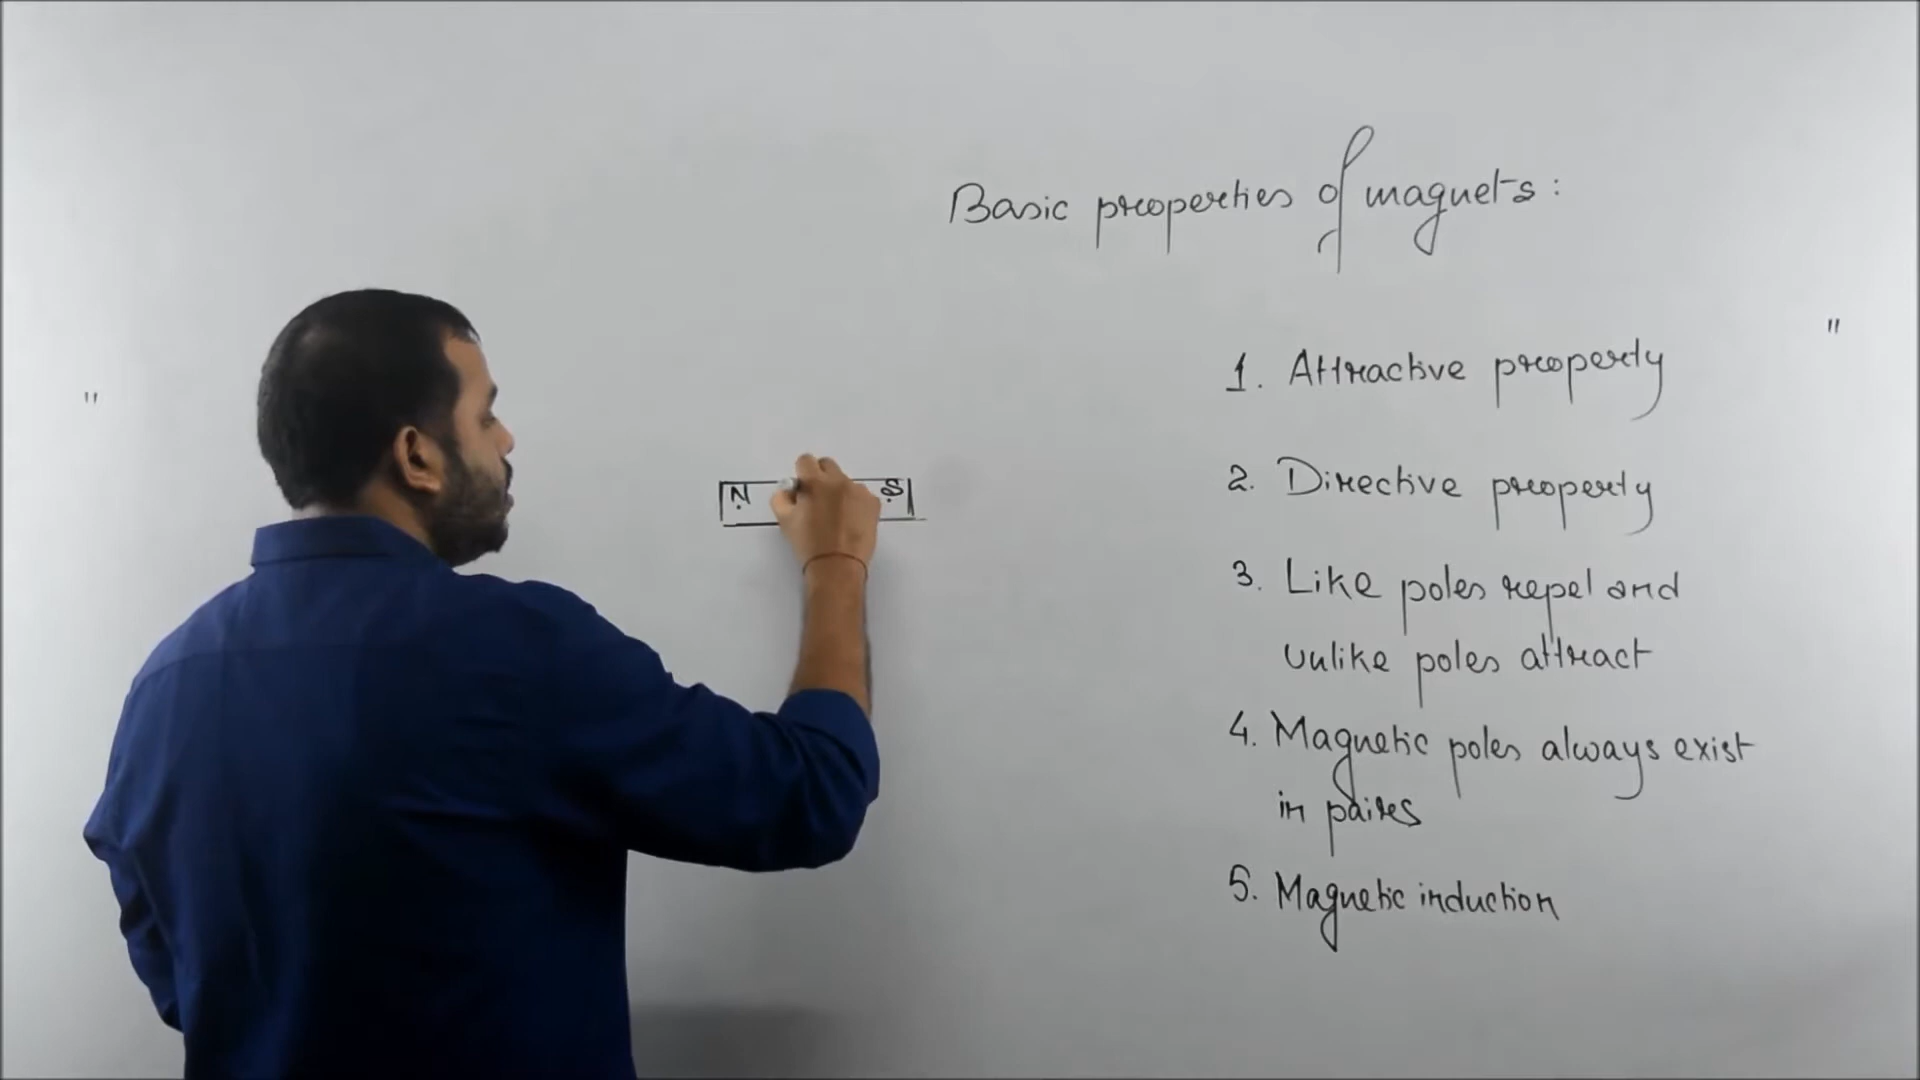 Basic properties of magnets:
1. Attractive property
2. Directive property
3. Like poles repel and
unlike poles attract
4. Magnetic poles always exist
in paires
5. Magnetic induction
N S
"
"